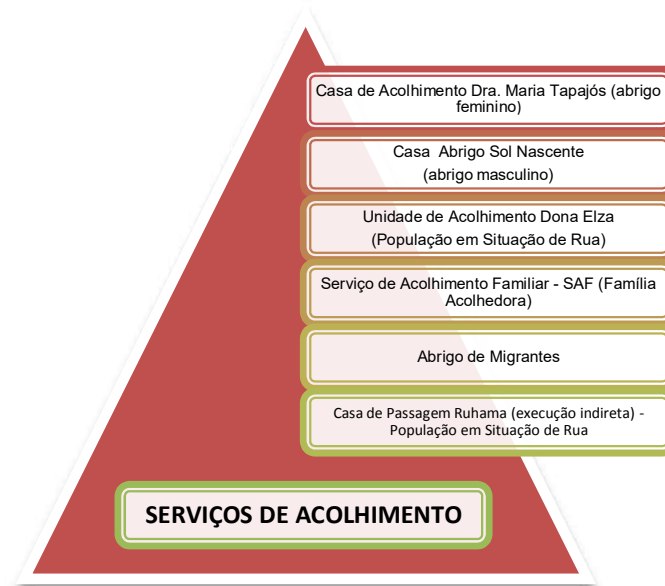 Casa de Acolhimento Dra. Maria Tapajós (abrigo
feminino)
Casa Abrigo Sol Nascente
(abrigo masculino)
Unidade de Acolhimento Dona Elza
(População em Situação de Rua)
Serviço de Acolhimento Familiar - SAF (Família
Acolhedora)
Abrigo de Migrantes
Casa de Passagem Ruhama (execução indireta) -
População em Situação de Rua
SERVIÇOS DE ACOLHIMENTO